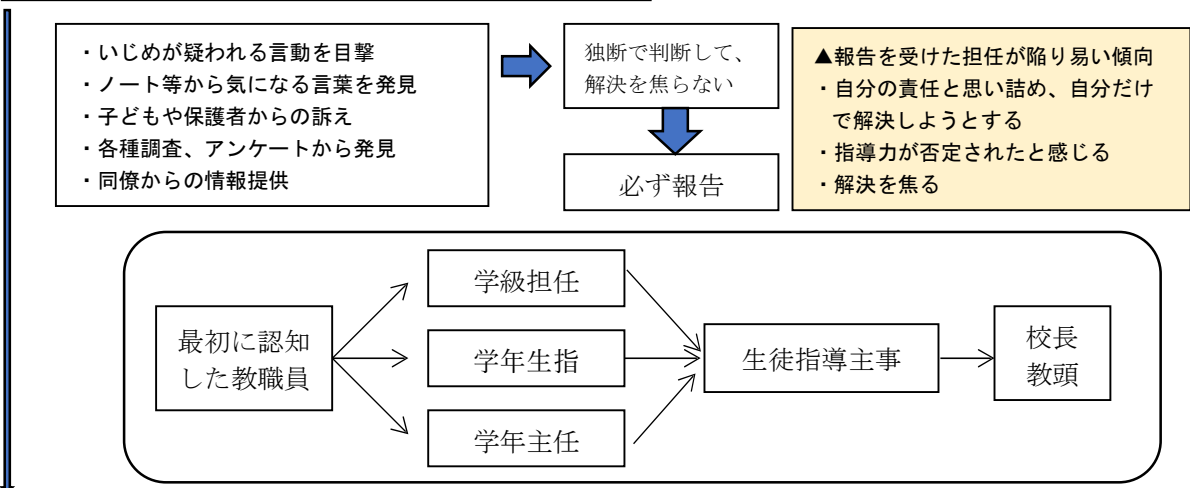 ・いじめが疑われる言動を目撃
・ノート等から気になる言葉を発見
・子どもや保護者からの訴え
・各種調査、アンケートから発見
・同僚からの情報提供
独断で判断して、
解決を焦らない
必ず報告
▲報告を受けた担任が陥り易い傾向
・自分の責任と思い詰め、自分だけ
で解決しようとする
・指導力が否定されたと感じる
・解決を焦る
最初に認知
した教職員
学級担任
学年生指
学年主任
生徒指導主事
校長
教頭